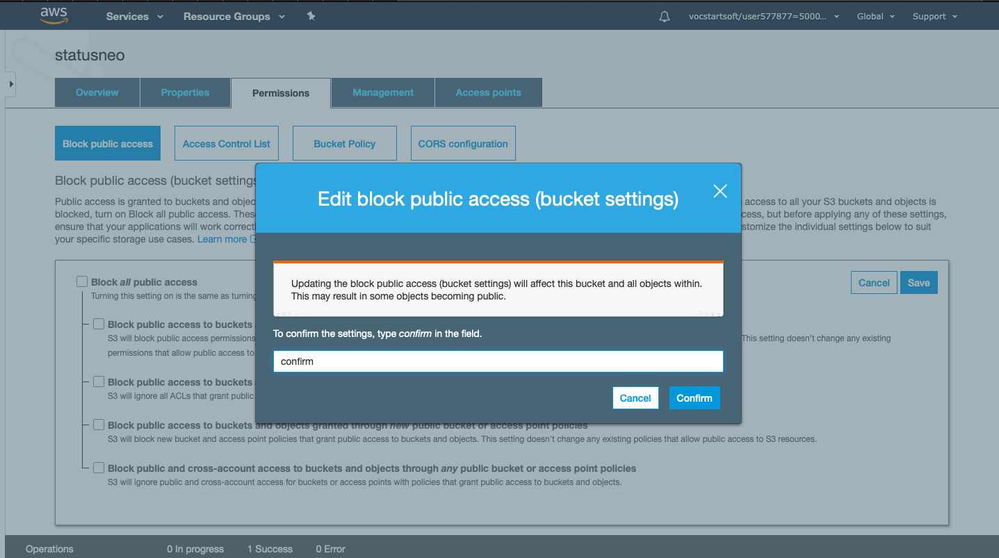 aws Services Resource Groups vocstartsoft/user577877=5000... Global Support
statusneo
Overview Properties Permissions Management Access points
Block public access Access Control List Bucket Policy CORS configuration
Block public access (bucket settings
Public access is granted to buckets and objec access to all your S3 buckets and objects is
blocked, turn on Block all public access. These cess, but before applying any of these settings,
ensure that your applications will work correctl stomize the individual settings below to suit
your specific storage use cases. Learn more
Edit block public access (bucket settings)
Updating the block public access (bucket settings) will affect this bucket and all objects within.
This may result in some objects becoming public.
To confirm the settings, type confirm in the field.
confirm
Cancel Confirm
Block all public access
Turning this setting on is the same as turning
Cancel Save
Block public access to buckets
S3 will block public access permissions This setting doesn't change any existing
permissions that allow public access to
Block public access to buckets
S3 will ignore all ACLs that grant public
Block public access to buckets and objects granted through new public bucket or access point policies
S3 will block new bucket and access point policies that grant public access to buckets and objects. This setting doesn't change any existing policies that allow public access to S3 resources.
Block public and cross-account access to buckets and objects through any public bucket or access point policies
S3 will ignore public and cross-account access for buckets or access points with policies that grant public access to buckets and objects.
Operations 0 In progress 1 Success 0 Error